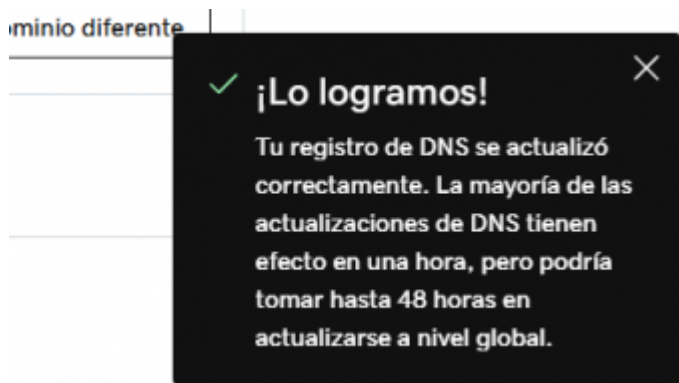 ominio diferente
¡Lo logramos!
Tu registro de DNS se actualizó
correctamente. La mayoría de las
actualizaciones de DNS tienen
efecto en una hora, pero podría
tomar hasta 48 horas en
actualizarse a nivel global.